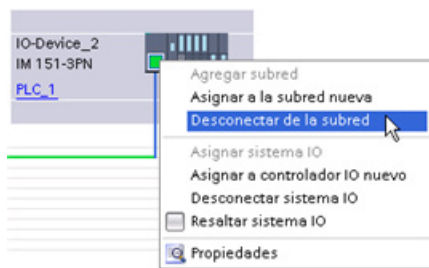 IO-Device_2
IM 151-3PN
PLC_1
Agregar subred
Asignar a la subred nueva
Desconectar de la subred
Asignar sistema IO
Asignar a controlador IO nuevo
Desconectar sistema IO
Resaltar sistema IO
Propiedades